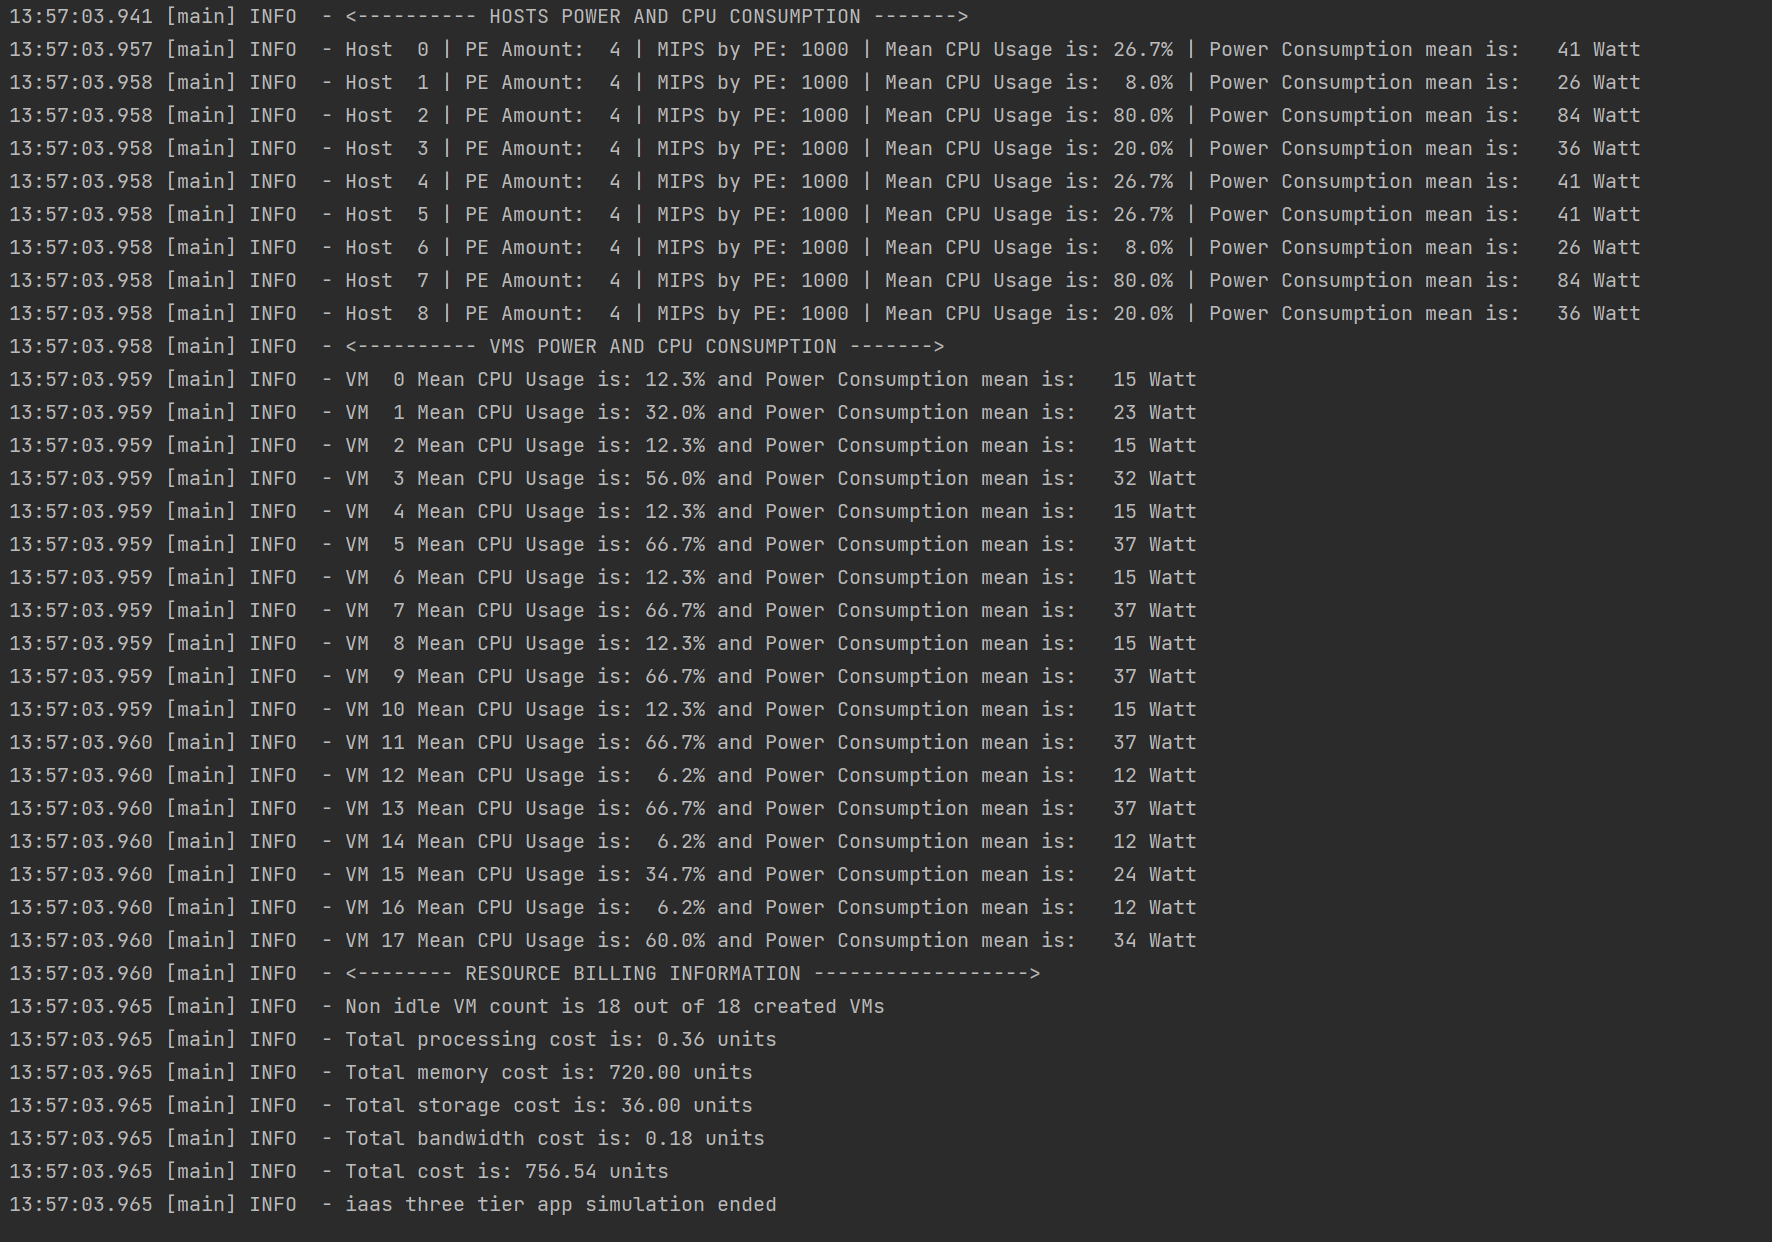 13:57:03.941 [main] INFO  - <---------- HOSTS POWER AND CPU CONSUMPTION ------->
13:57:03.957 [main] INFO  - Host  0 | PE Amount:  4 | MIPS by PE: 1000 | Mean CPU Usage is: 26.7% | Power Consumption mean is:   41 Watt
13:57:03.958 [main] INFO  - Host  1 | PE Amount:  4 | MIPS by PE: 1000 | Mean CPU Usage is:  8.0% | Power Consumption mean is:   26 Watt
13:57:03.958 [main] INFO  - Host  2 | PE Amount:  4 | MIPS by PE: 1000 | Mean CPU Usage is: 80.0% | Power Consumption mean is:   84 Watt
13:57:03.958 [main] INFO  - Host  3 | PE Amount:  4 | MIPS by PE: 1000 | Mean CPU Usage is: 20.0% | Power Consumption mean is:   36 Watt
13:57:03.958 [main] INFO  - Host  4 | PE Amount:  4 | MIPS by PE: 1000 | Mean CPU Usage is: 26.7% | Power Consumption mean is:   41 Watt
13:57:03.958 [main] INFO  - Host  5 | PE Amount:  4 | MIPS by PE: 1000 | Mean CPU Usage is: 26.7% | Power Consumption mean is:   41 Watt
13:57:03.958 [main] INFO  - Host  6 | PE Amount:  4 | MIPS by PE: 1000 | Mean CPU Usage is:  8.0% | Power Consumption mean is:   26 Watt
13:57:03.958 [main] INFO  - Host  7 | PE Amount:  4 | MIPS by PE: 1000 | Mean CPU Usage is: 80.0% | Power Consumption mean is:   84 Watt
13:57:03.958 [main] INFO  - Host  8 | PE Amount:  4 | MIPS by PE: 1000 | Mean CPU Usage is: 20.0% | Power Consumption mean is:   36 Watt
13:57:03.958 [main] INFO  - <---------- VMS POWER AND CPU CONSUMPTION ------->
13:57:03.959 [main] INFO  - VM  0 Mean CPU Usage is: 12.3% and Power Consumption mean is:   15 Watt
13:57:03.959 [main] INFO  - VM  1 Mean CPU Usage is: 32.0% and Power Consumption mean is:   23 Watt
13:57:03.959 [main] INFO  - VM  2 Mean CPU Usage is: 12.3% and Power Consumption mean is:   15 Watt
13:57:03.959 [main] INFO  - VM  3 Mean CPU Usage is: 56.0% and Power Consumption mean is:   32 Watt
13:57:03.959 [main] INFO  - VM  4 Mean CPU Usage is: 12.3% and Power Consumption mean is:   15 Watt
13:57:03.959 [main] INFO  - VM  5 Mean CPU Usage is: 66.7% and Power Consumption mean is:   37 Watt
13:57:03.959 [main] INFO  - VM  6 Mean CPU Usage is: 12.3% and Power Consumption mean is:   15 Watt
13:57:03.959 [main] INFO  - VM  7 Mean CPU Usage is: 66.7% and Power Consumption mean is:   37 Watt
13:57:03.959 [main] INFO  - VM  8 Mean CPU Usage is: 12.3% and Power Consumption mean is:   15 Watt
13:57:03.959 [main] INFO  - VM  9 Mean CPU Usage is: 66.7% and Power Consumption mean is:   37 Watt
13:57:03.959 [main] INFO  - VM 10 Mean CPU Usage is: 12.3% and Power Consumption mean is:   15 Watt
13:57:03.960 [main] INFO  - VM 11 Mean CPU Usage is: 66.7% and Power Consumption mean is:   37 Watt
13:57:03.960 [main] INFO  - VM 12 Mean CPU Usage is:  6.2% and Power Consumption mean is:   12 Watt
13:57:03.960 [main] INFO  - VM 13 Mean CPU Usage is: 66.7% and Power Consumption mean is:   37 Watt
13:57:03.960 [main] INFO  - VM 14 Mean CPU Usage is:  6.2% and Power Consumption mean is:   12 Watt
13:57:03.960 [main] INFO  - VM 15 Mean CPU Usage is: 34.7% and Power Consumption mean is:   24 Watt
13:57:03.960 [main] INFO  - VM 16 Mean CPU Usage is:  6.2% and Power Consumption mean is:   12 Watt
13:57:03.960 [main] INFO  - VM 17 Mean CPU Usage is: 60.0% and Power Consumption mean is:   34 Watt
13:57:03.960 [main] INFO  - <-------- RESOURCE BILLING INFORMATION ------------------>
13:57:03.965 [main] INFO  - Non idle VM count is 18 out of 18 created VMs
13:57:03.965 [main] INFO  - Total processing cost is: 0.36 units
13:57:03.965 [main] INFO  - Total memory cost is: 720.00 units
13:57:03.965 [main] INFO  - Total storage cost is: 36.00 units
13:57:03.965 [main] INFO  - Total bandwidth cost is: 0.18 units
13:57:03.965 [main] INFO  - Total cost is: 756.54 units
13:57:03.965 [main] INFO  - iaas three tier app simulation ended